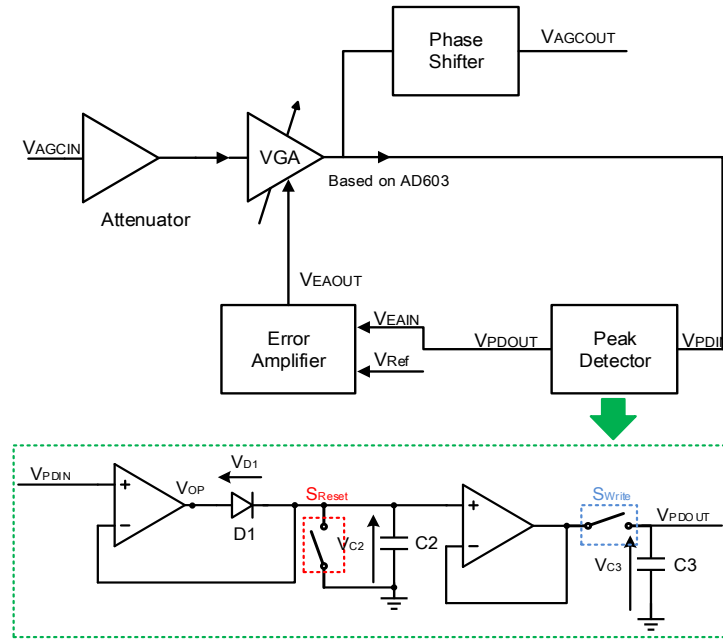 Phase
Shifter
VAGCOUT
VAGCIN
VGA
Based on AD603
Attenuator
VEAOUT
Error
Amplifier
VEAIN
VRef
VPDOUT
Peak
Detector
VPDIN
VPDIN
+
−
VOP
VD1
D1
SReset
VC2
C2
+
−
SWrite
VPDOUT
VC3
C3